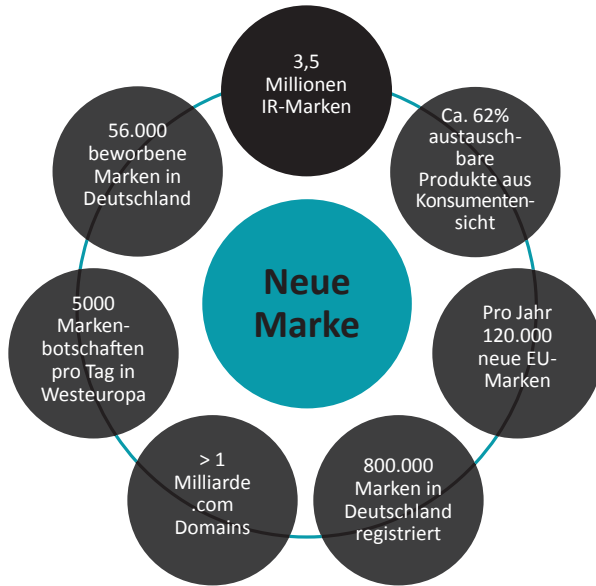 3,5
Millionen
IR-Marken
Ca. 62%
austausch-
bare
Produkte aus
Konsumenten-
sicht
Pro Jahr
120.000
neue EU-
Marken
800.000
Marken in
Deutschland
registriert
> 1
Milliarde
.com
Domains
5000
Marken-
botschaften
pro Tag in
Westeuropa
56.000
beworbene
Marken in
Deutschland
Neue
Marke